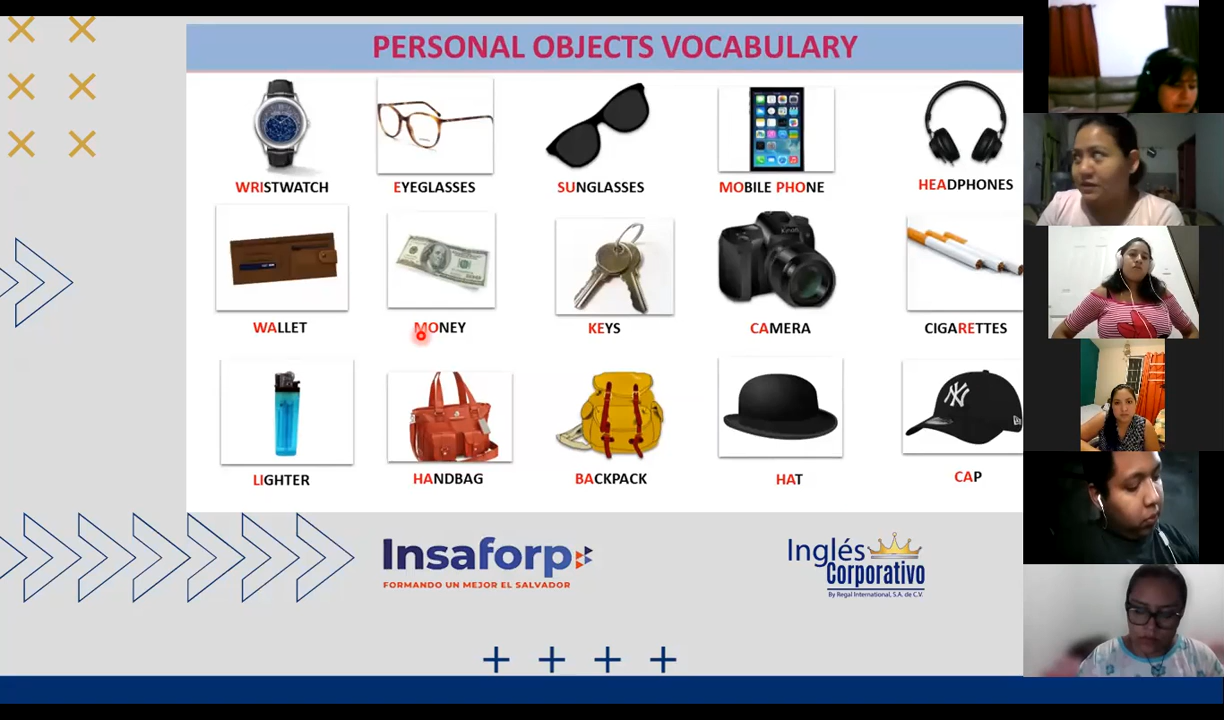 PERSONAL OBJECTS VOCABULARY
WRISTWATCH EYEGLASSES SUNGLASSES MOBILE PHONE HEADPHONES
WALLET MONEY KEYS CAMERA CIGARETTES
LIGHTER HANDBAG BACKPACK HAT CAP
Insaforp
FORMANDO UN MEJOR EL SALVADOR
Inglés
Corporativo
By Regal International, S.A. de C.V.